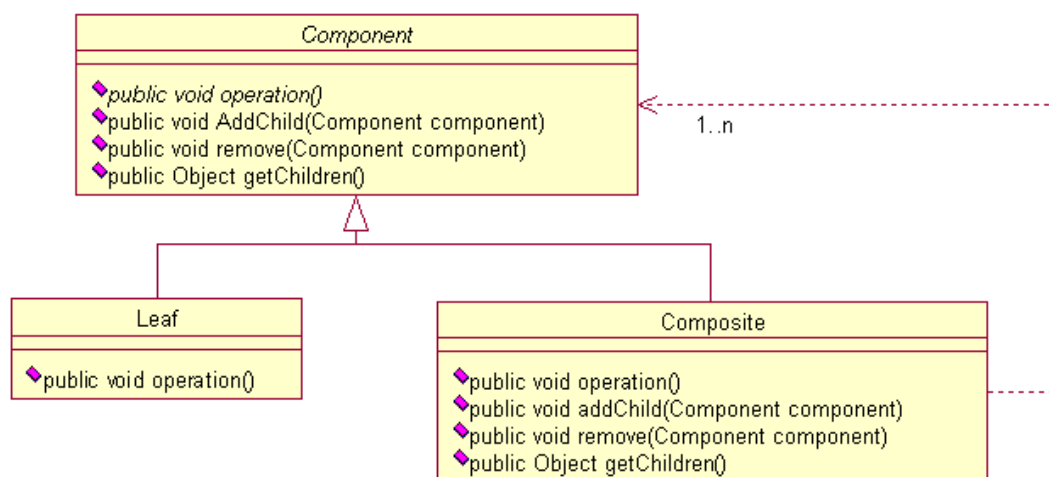 Component
public void operation()
public void AddChild(Component component)
public void remove(Component component)
public Object getChildren()
1..n
Leaf
public void operation()
Composite
public void operation()
public void addChild(Component component)
public void remove(Component component)
public Object getChildren()